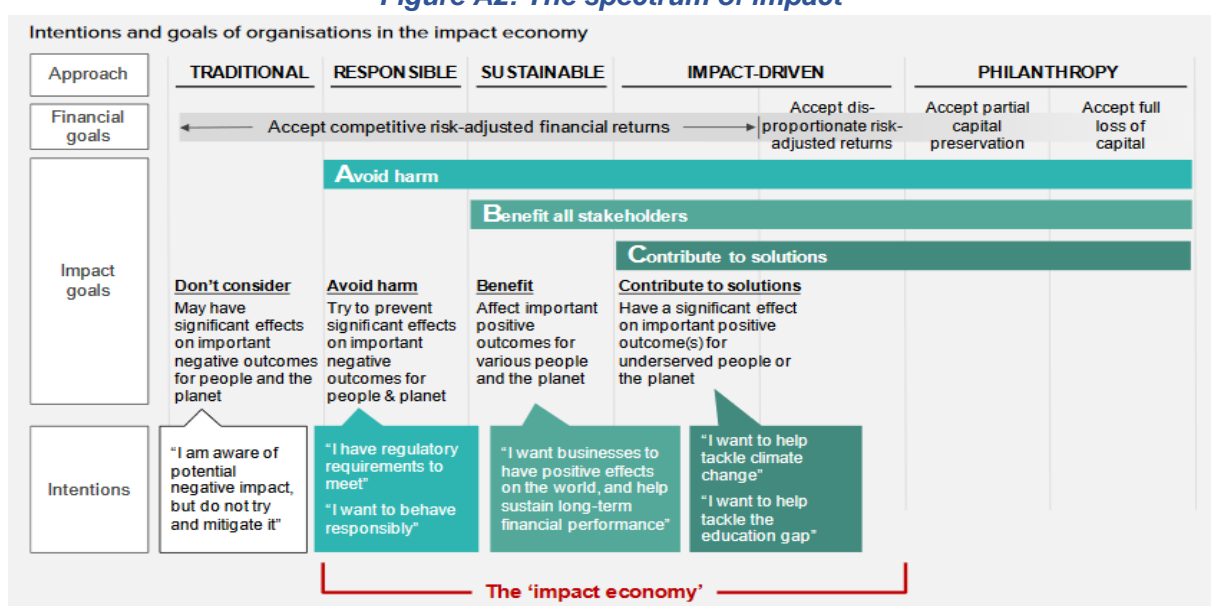 Figure A2: The spectrum of impact
Intentions and goals of organisations in the impact economy
Approach
TRADITIONAL
RESPONSIBLE
SUSTAINABLE
IMPACT-DRIVEN
PHILANTHROPY
Financial
goals
Accept competitive risk-adjusted financial returns
Accept dis-
proportionate risk-
adjusted returns
Accept partial
capital
preservation
Accept full
loss of
capital
Impact
goals
Avoid harm
Benefit all stakeholders
Contribute to solutions
Don't consider
May have
significant effects
on important
negative outcomes
for people and the
planet
Avoid harm
Try to prevent
significant effects
on important
negative
outcomes for
people & planet
Benefit
Affect important
positive
outcomes for
various people
and the planet
Contribute to solutions
Have a significant effect
on important positive
outcome(s) for
underserved people or
the planet
Intentions
“I am aware of
potential
negative impact,
but do not try
and mitigate it”
“I have regulatory
requirements to
meet”
“I want to behave
responsibly”
“I want businesses to
have positive effects
on the world, and help
sustain long-term
financial performance”
“I want to help
tackle climate
change”
“I want to help
tackle the
education gap”
The ‘impact economy’